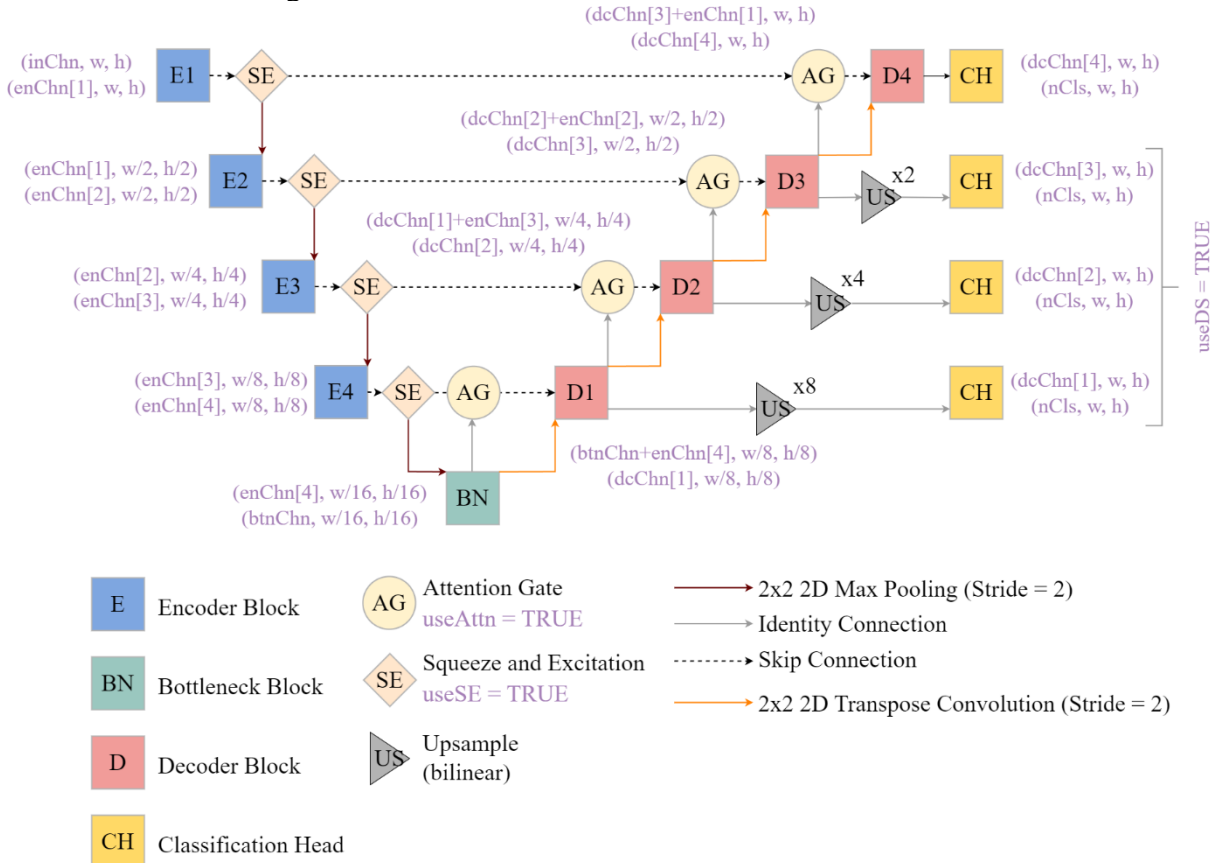 (dcChn[3]+enChn[1], w, h)
(dcChn[4], w, h)
(inChn, w, h)
(enChn[1], w, h)
E1
SE
AG
D4
CH
(dcChn[4], w, h)
(nCls, w, h)
(dcChn[2]+enChn[2], w/2, h/2)
(dcChn[3], w/2, h/2)
(enChn[1], w/2, h/2)
(enChn[2], w/2, h/2)
E2
SE
AG
D3
US
x2
CH
(dcChn[3], w, h)
(nCls, w, h)
(dcChn[1]+enChn[3], w/4, h/4)
(dcChn[2], w/4, h/4)
(enChn[2], w/4, h/4)
(enChn[3], w/4, h/4)
E3
SE
AG
D2
US
x4
CH
(dcChn[2], w, h)
(nCls, w, h)
useDS = TRUE
(enChn[3], w/8, h/8)
(enChn[4], w/8, h/8)
E4
SE
AG
D1
US
x8
CH
(dcChn[1], w, h)
(nCls, w, h)
(btnChn+enChn[4], w/8, h/8)
(dcChn[1], w/8, h/8)
(enChn[4], w/16, h/16)
(btnChn, w/16, h/16)
BN
E
Encoder Block
BN
Bottleneck Block
D
Decoder Block
CH
Classification Head
AG
Attention Gate
useAttn = TRUE
SE
Squeeze and Excitation
useSE = TRUE
US
Upsample
(bilinear)
2x2 2D Max Pooling (Stride = 2)
Identity Connection
Skip Connection
2x2 2D Transpose Convolution (Stride = 2)